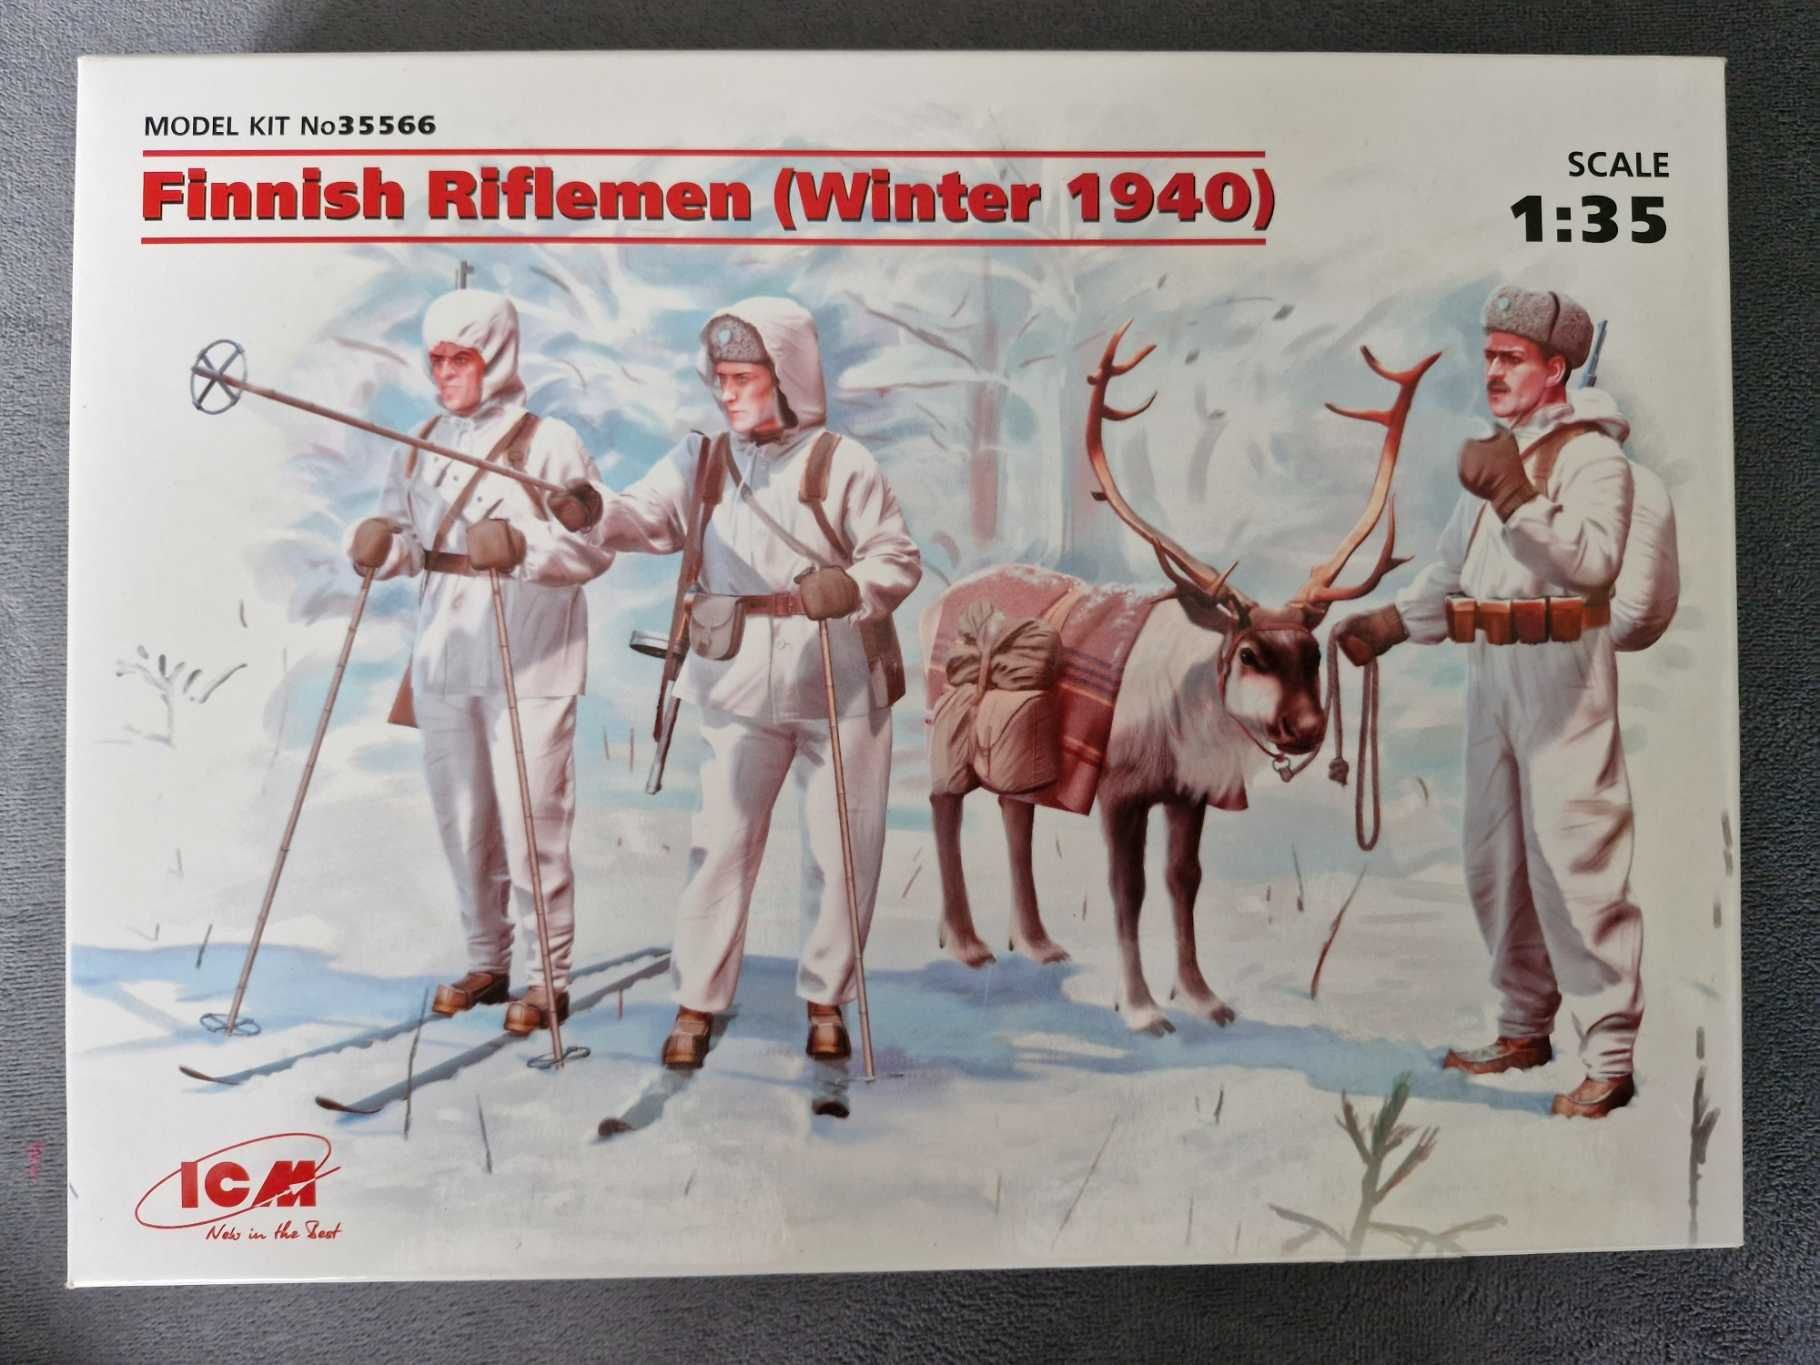 MODEL KIT No35566
Finnish Riflemen (Winter 1940)
SCALE
1:35
ICM
New in the Best